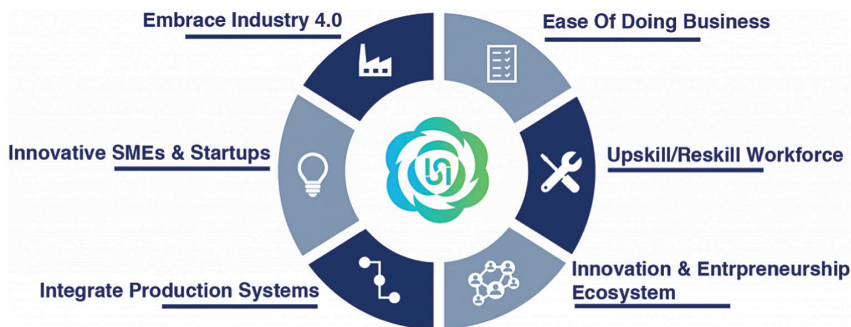 Embrace Industry 4.0
Ease Of Doing Business
Innovative SMEs & Startups
Upskill/Reskill Workforce
Integrate Production Systems
Innovation & Entrpreneurship
Ecosystem